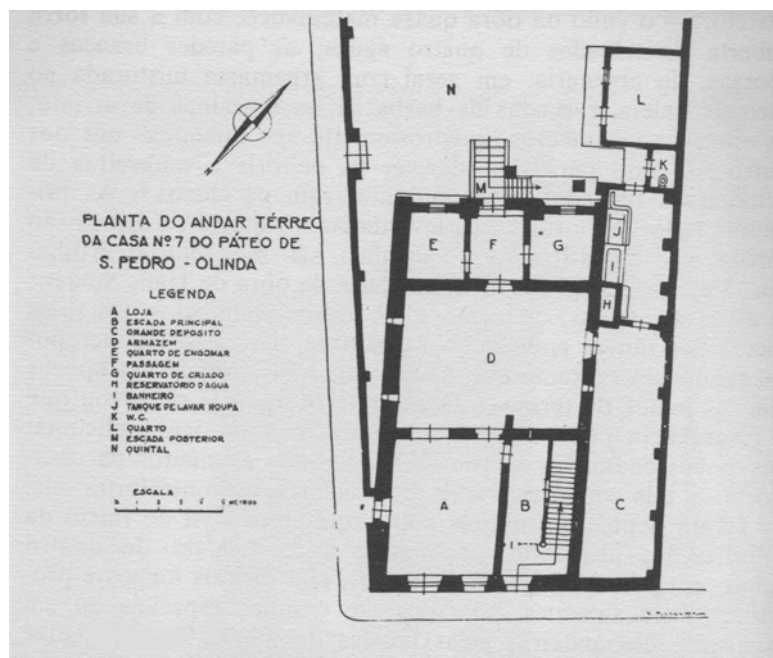 PLANTA DO ANDAR TÉRREO
DA CASA Nº 7 DO PÁTEO DE
S. PEDRO - OLINDA
LEGENDA
A LOJA
B ESCADA PRINCIPAL
C GRANDE DEPOSITO
D ARMAZEM
E QUARTO DE ENGOMAR
F PASSAGEM
G QUARTO DE CRIADO
H RESERVATÓRIO D'AGUA
I BANHEIRO
J TANQUE DE LAVAR ROUPA
K W.C.
L QUARTO
M ESCADA POSTERIOR
N QUINTAL
ESCALA
METROS
N
L
K
M
E
F
G
J
I
H
D
A
B
C